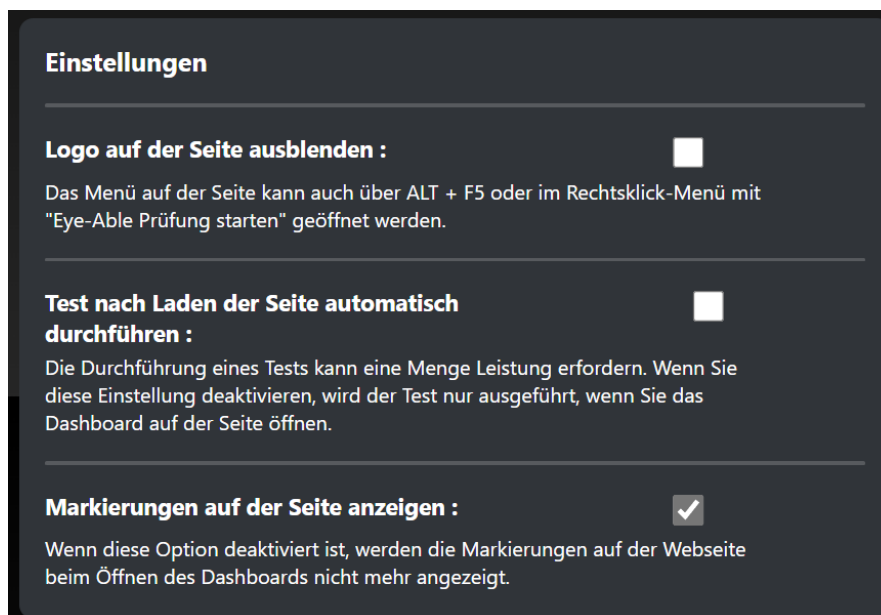 Einstellungen
Logo auf der Seite ausblenden :
Das Menü auf der Seite kann auch über ALT + F5 oder im Rechtsklick-Menü mit
"Eye-Able Prüfung starten" geöffnet werden.
Test nach Laden der Seite automatisch
durchführen :
Die Durchführung eines Tests kann eine Menge Leistung erfordern. Wenn Sie
diese Einstellung deaktivieren, wird der Test nur ausgeführt, wenn Sie das
Dashboard auf der Seite öffnen.
Markierungen auf der Seite anzeigen :
Wenn diese Option deaktiviert ist, werden die Markierungen auf der Webseite
beim Öffnen des Dashboards nicht mehr angezeigt.